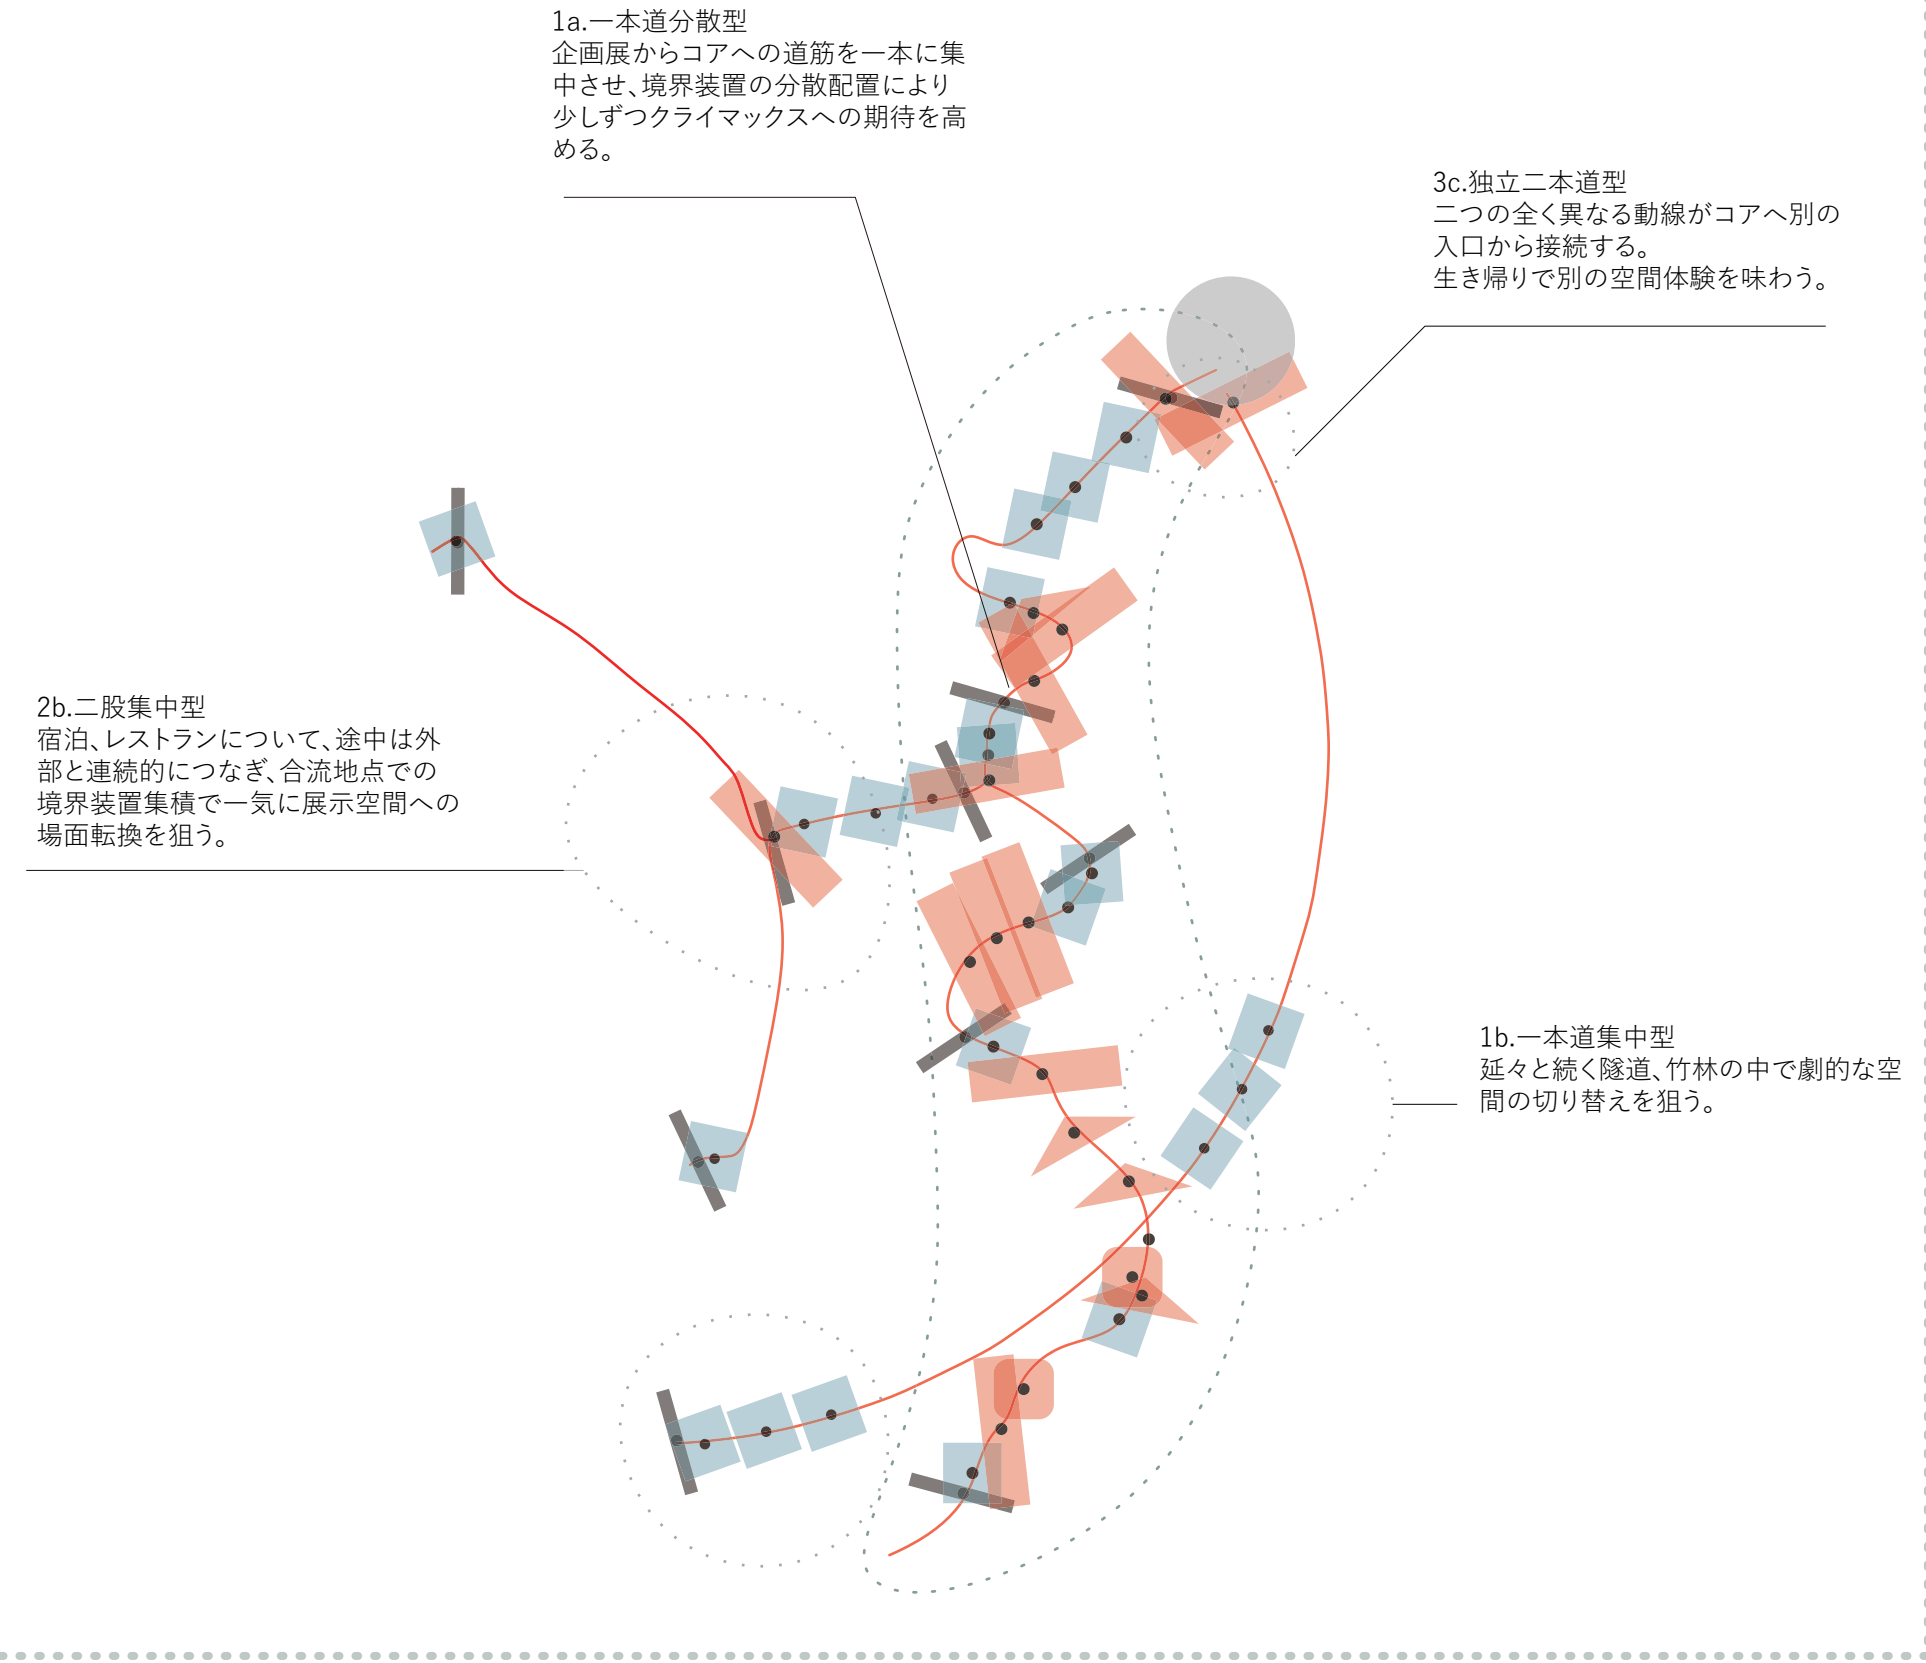 1a.一本道分散型
企画展からコアへの道筋を一本に集
中させ、境界装置の分散配置により
少しずつクライマックスへの期待を高
める。
3c.独立二本道型
二つの全く異なる動線がコアへ別の
入口から接続する。
生き帰りで別の空間体験を味わう。
2b.二股集中型
宿泊、レストランについて、途中は外
部と連続的につなぎ、合流地点での
境界装置集積で一気に展示空間への
場面転換を狙う。
1b.一本道集中型
延々と続く隧道、竹林の中で劇的な空
間の切り替えを狙う。